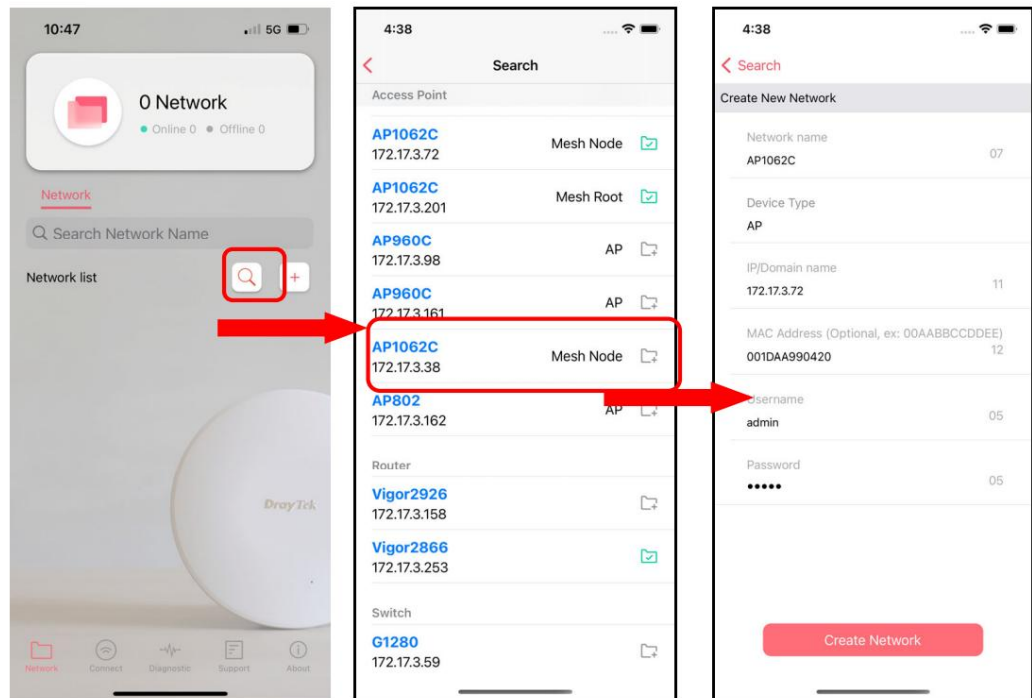 10:47
5G
0 Network
Online 0 Offline 0
Network
Search Network Name
Network list
+
DrayTek
Network Connect Diagnostic Support About
4:38
Search
Access Point
AP1062C
172.17.3.72
Mesh Node
AP1062C
172.17.3.201
Mesh Root
AP960C
172.17.3.98
AP
AP960C
172.17.3.161
AP
AP1062C
172.17.3.38
Mesh Node
AP802
172.17.3.162
AP
Router
Vigor2926
172.17.3.158
Vigor2866
172.17.3.253
Switch
G1280
172.17.3.59
4:38
Search
Create New Network
Network name
AP1062C
07
Device Type
AP
IP/Domain name
172.17.3.72
11
MAC Address (Optional, ex: 00AABBCCDDEE)
001DAA990420
12
Username
admin
05
Password
•••••
05
Create Network